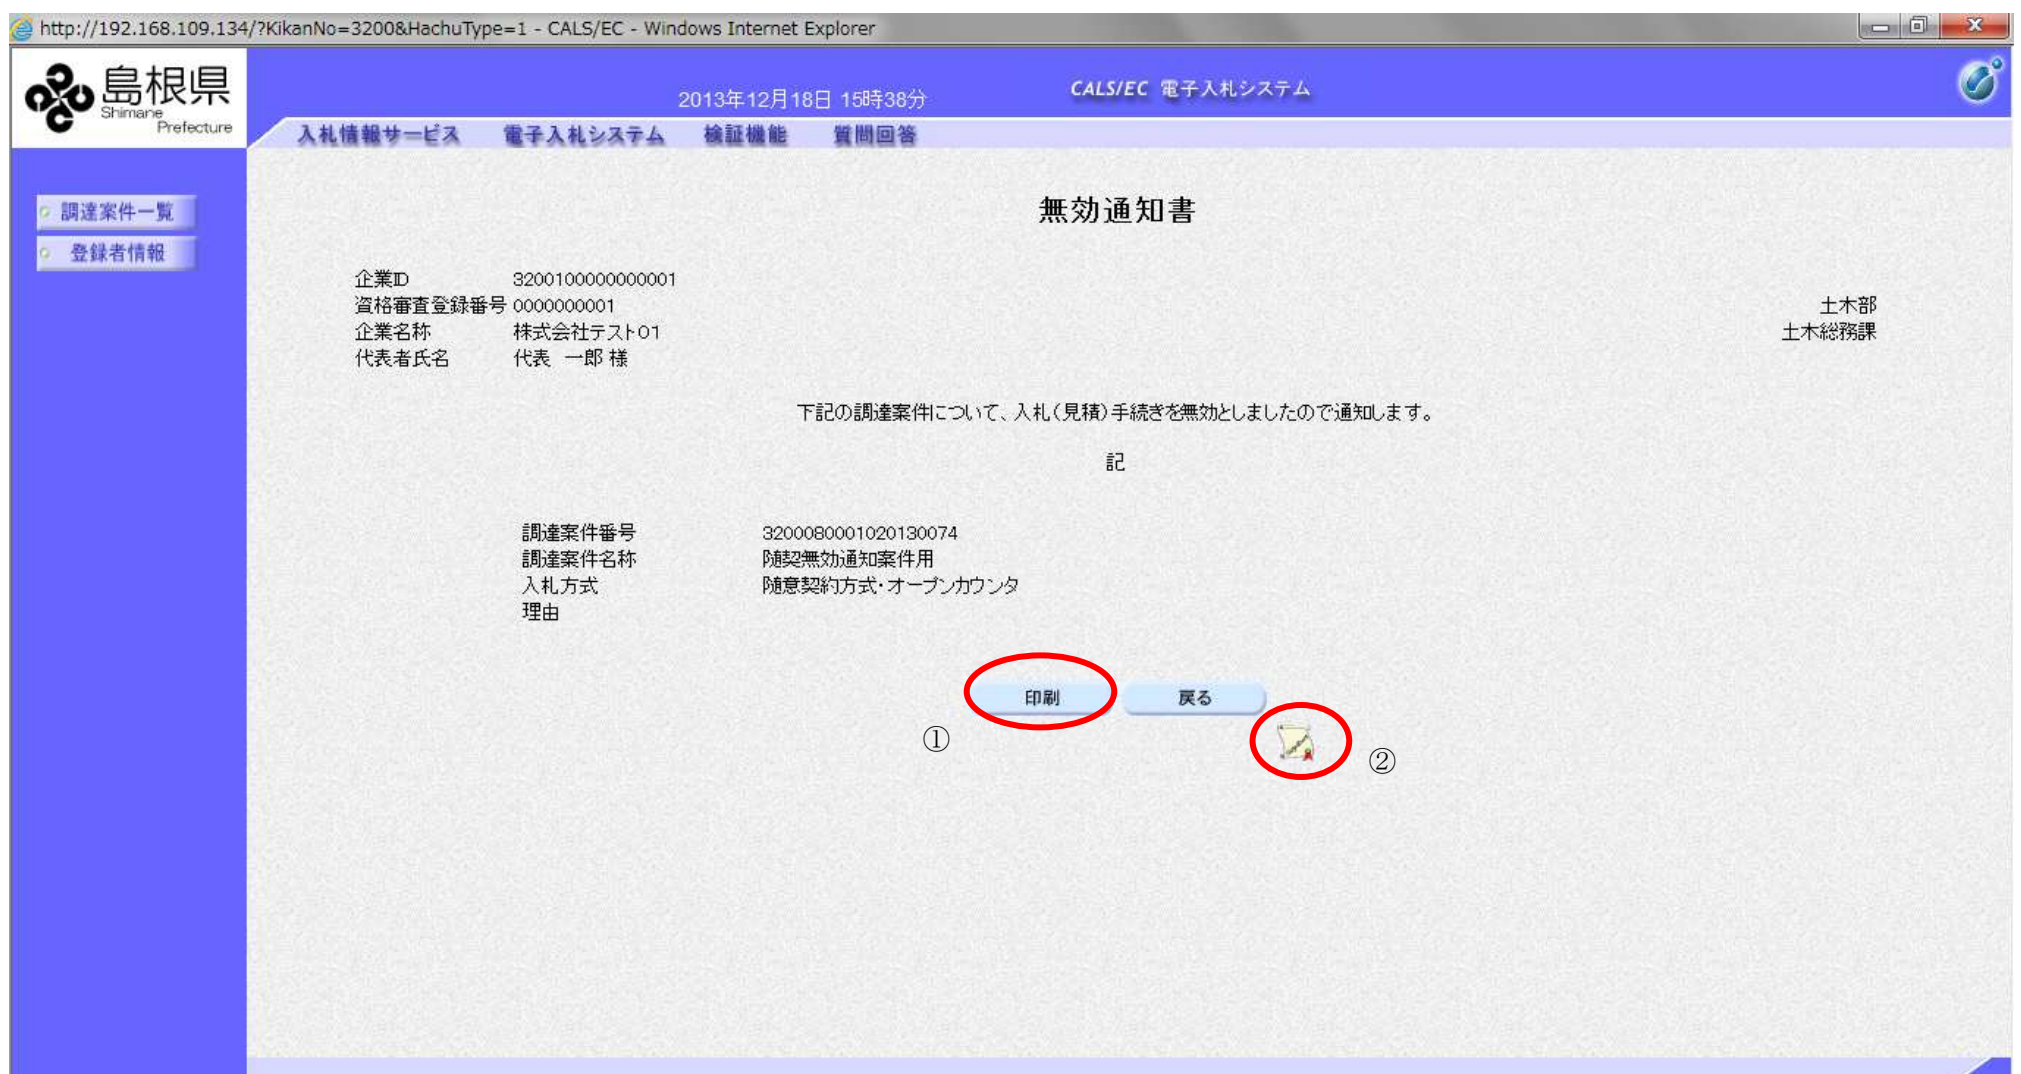 http://192.168.109.134/?KikanNo=3200&HachuType=1 - CALS/EC - Windows Internet Explorer
島根県
Shimane
Prefecture
2013年12月18日 15時38分
CALS/EC 電子入札システム
入札情報サービス 電子入札システム 検証機能 質問回答
調達案件一覧
登録者情報
無効通知書
企業ID 3200100000000001
資格審査登録番号 0000000001
企業名称 株式会社テスト01
代表者氏名 代表 一郎 様
土木部
土木総務課
下記の調達案件について、入札(見積)手続きを無効としましたので通知します。
記
調達案件番号 3200080001020130074
調達案件名称 随契無効通知案件用
入札方式 随意契約方式・オープンカウンタ
理由
印刷 戻る
① ②